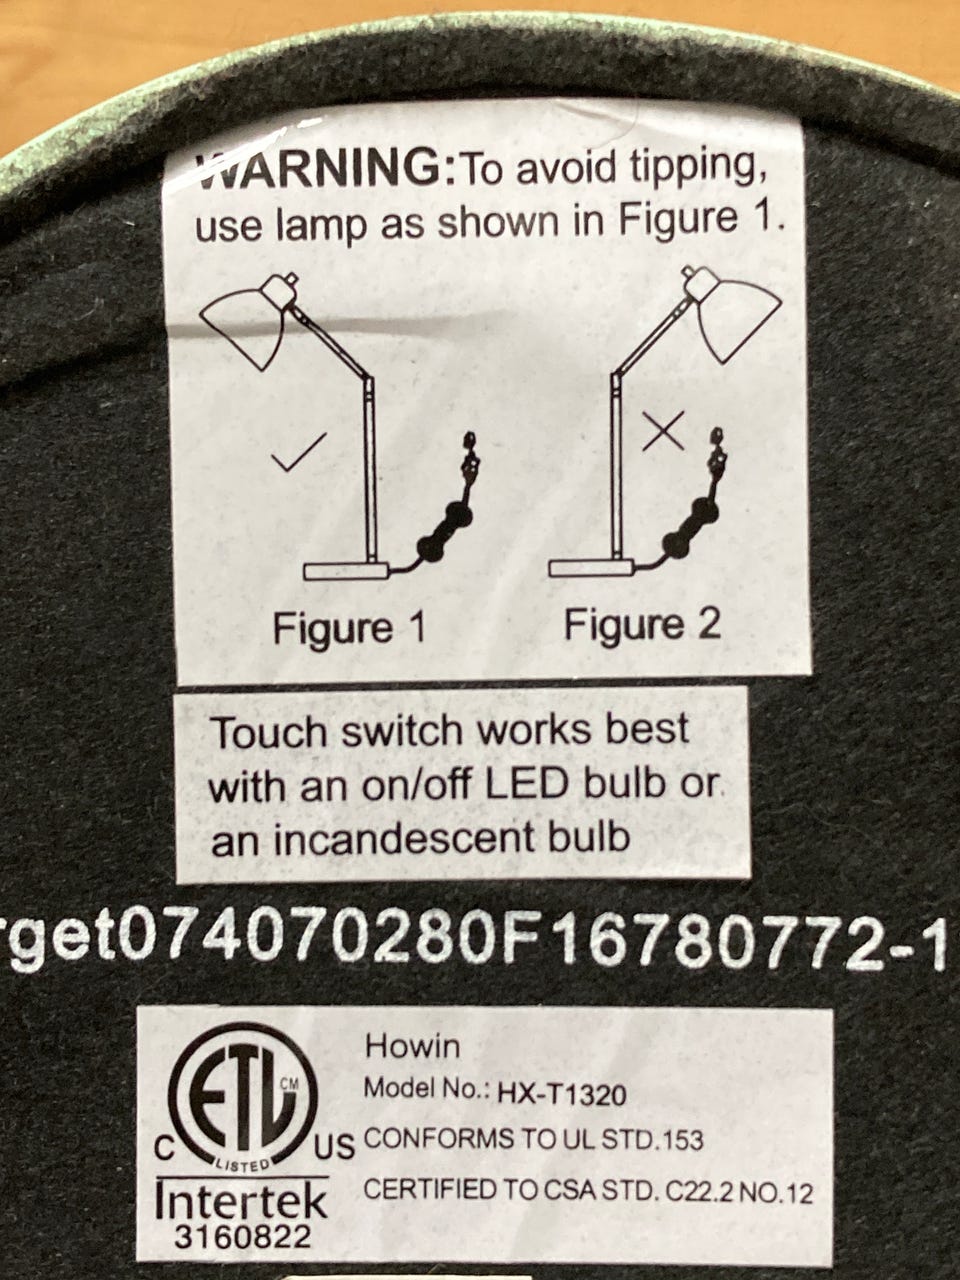 WARNING: To avoid tipping,
use lamp as shown in Figure 1.
Figure 1
Figure 2
Touch switch works best
with an on/off LED bulb or
an incandescent bulb
rget074070280F16780772-1
ETL CM
C US
LISTED
Intertek
3160822
Howin
Model No.: HX-T1320
CONFORMS TO UL STD.153
CERTIFIED TO CSA STD. C22.2 NO.12